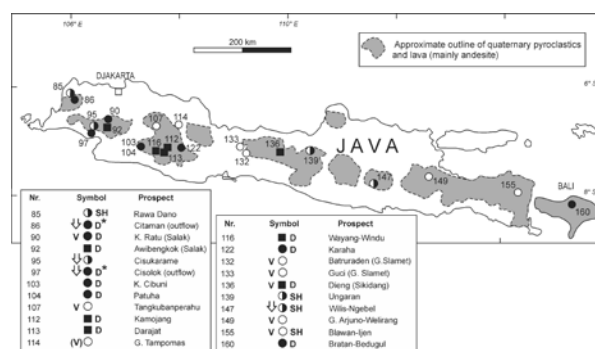 106° E
110° E
200 km
Approximate outline of quaternary pyroclastics
and lava (mainly andesite)
DJAKARTA
6° S
85
86
90
95
92
97
107
114
103
104
116
112
113
122
133
132
136
139
JAVA
147
149
155
8° S
BALI
160
Nr. Symbol Prospect
85 SH Rawa Dano
86 D* Citaman (outflow)
90 V D K. Ratu (Salak)
92 D Awibengkok (Salak)
95 Cisukarame
97 D* Cisolok (outflow)
103 D K. Cibuni
104 D Patuha
107 V Tangkubanperahu
112 D Kamojang
113 D Darajat
114 (V) G. Tampomas
Nr. Symbol Prospect
116 D Wayang-Windu
122 D Karaha
132 V Batruraden (G.Slamet)
133 V Guci (G. Slamet)
136 V D Dieng (Sikidang)
139 SH Ungaran
147 SH Wilis-Ngebel
149 V G. Arjuno-Welirang
155 V SH Blawan-Ijen
160 D Bratan-Bedugul